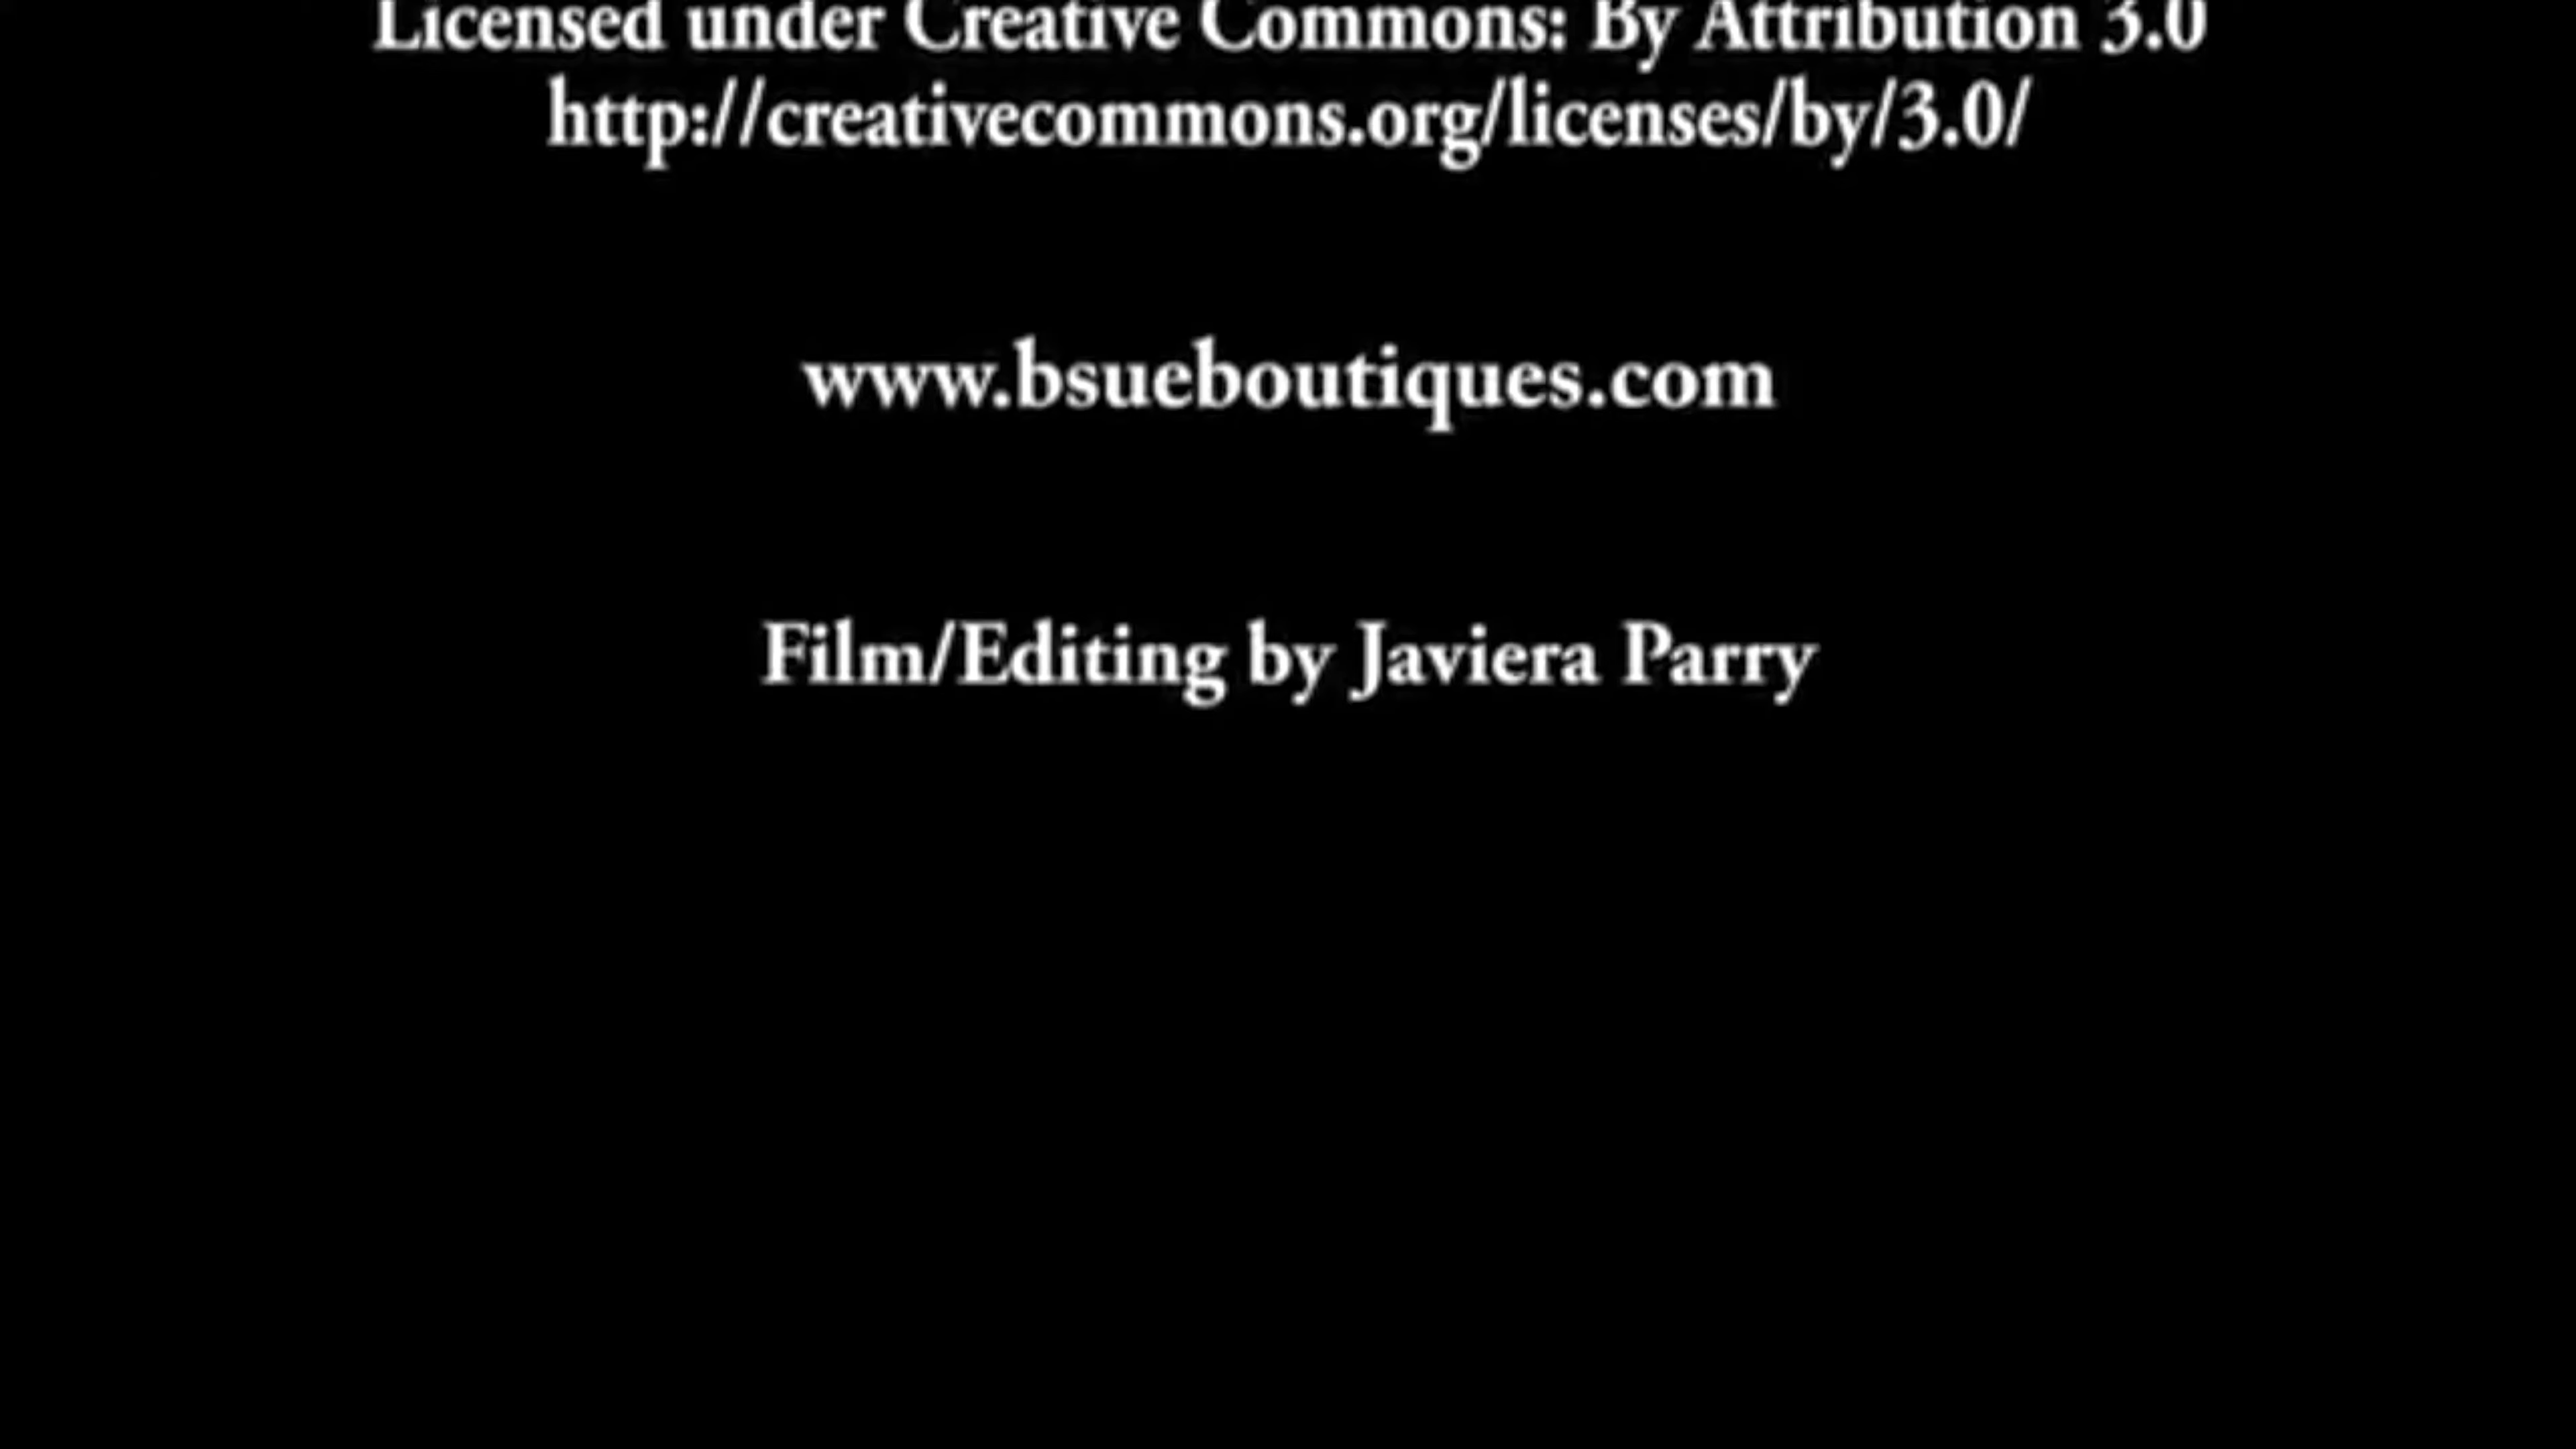 Licensed under Creative Commons: By Attribution 3.0
http://creativecommons.org/licenses/by/3.0/
www.bsueboutiques.com
Film/Editing by Javiera Parry